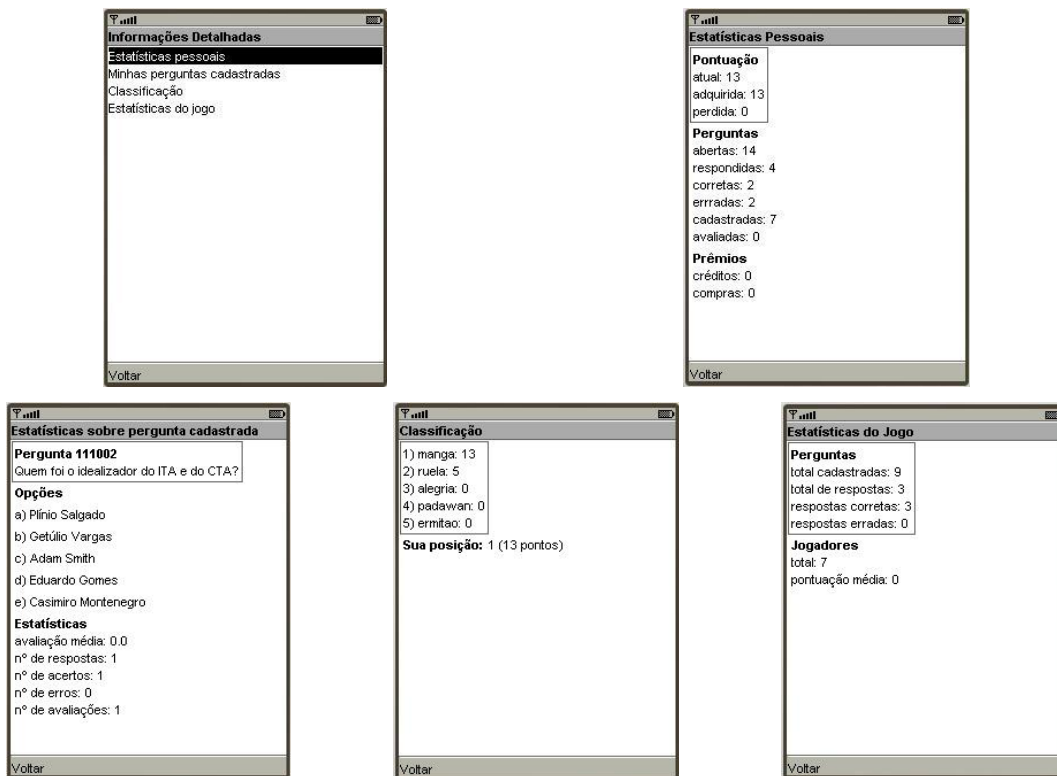 Informações Detalhadas
Estatísticas pessoais
Minhas perguntas cadastradas
Classificação
Estatísticas do jogo
Voltar
Estatísticas Pessoais
Pontuação
atual: 13
adquirida: 13
perdida: 0
Perguntas
abertas: 14
respondidas: 4
corretas: 2
errradas: 2
cadastradas: 7
avaliadas: 0
Prêmios
créditos: 0
compras: 0
Voltar
Estatísticas sobre pergunta cadastrada
Pergunta 111002
Quem foi o idealizador do ITA e do CTA?
Opções
a) Plínio Salgado
b) Getúlio Vargas
c) Adam Smith
d) Eduardo Gomes
e) Casimiro Montenegro
Estatísticas
avaliação média: 0.0
nº de respostas: 1
nº de acertos: 1
nº de erros: 0
nº de avaliações: 1
Voltar
Classificação
1) manga: 13
2) ruela: 5
3) alegria: 0
4) padawan: 0
5) ermitao: 0
Sua posição: 1 (13 pontos)
Voltar
Estatísticas do Jogo
Perguntas
total cadastradas: 9
total de respostas: 3
respostas corretas: 3
respostas erradas: 0
Jogadores
total: 7
pontuação média: 0
Voltar